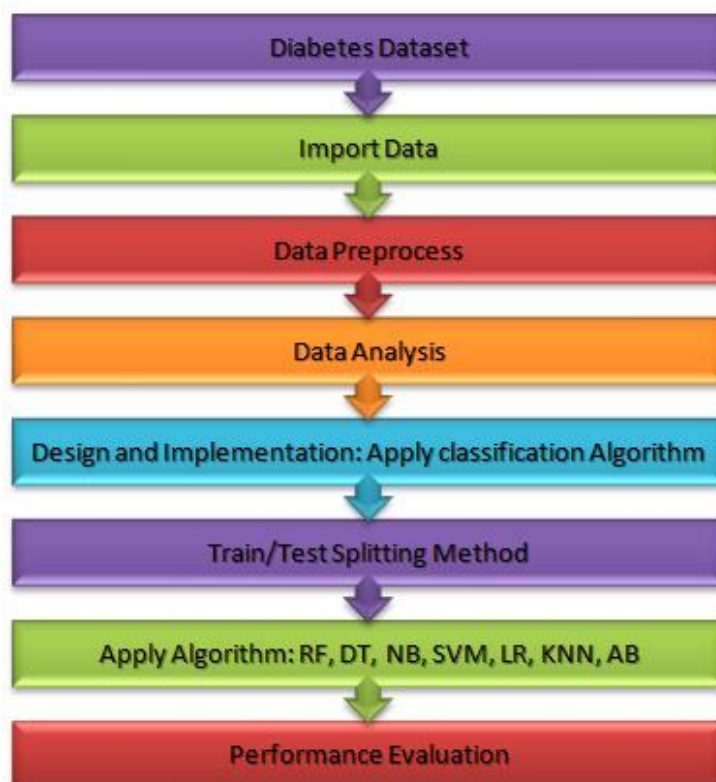 Diabetes Dataset
Import Data
Data Preprocess
Data Analysis
Design and Implementation: Apply classification Algorithm
Train/Test Splitting Method
Apply Algorithm: RF, DT, NB, SVM, LR, KNN, AB
Performance Evaluation